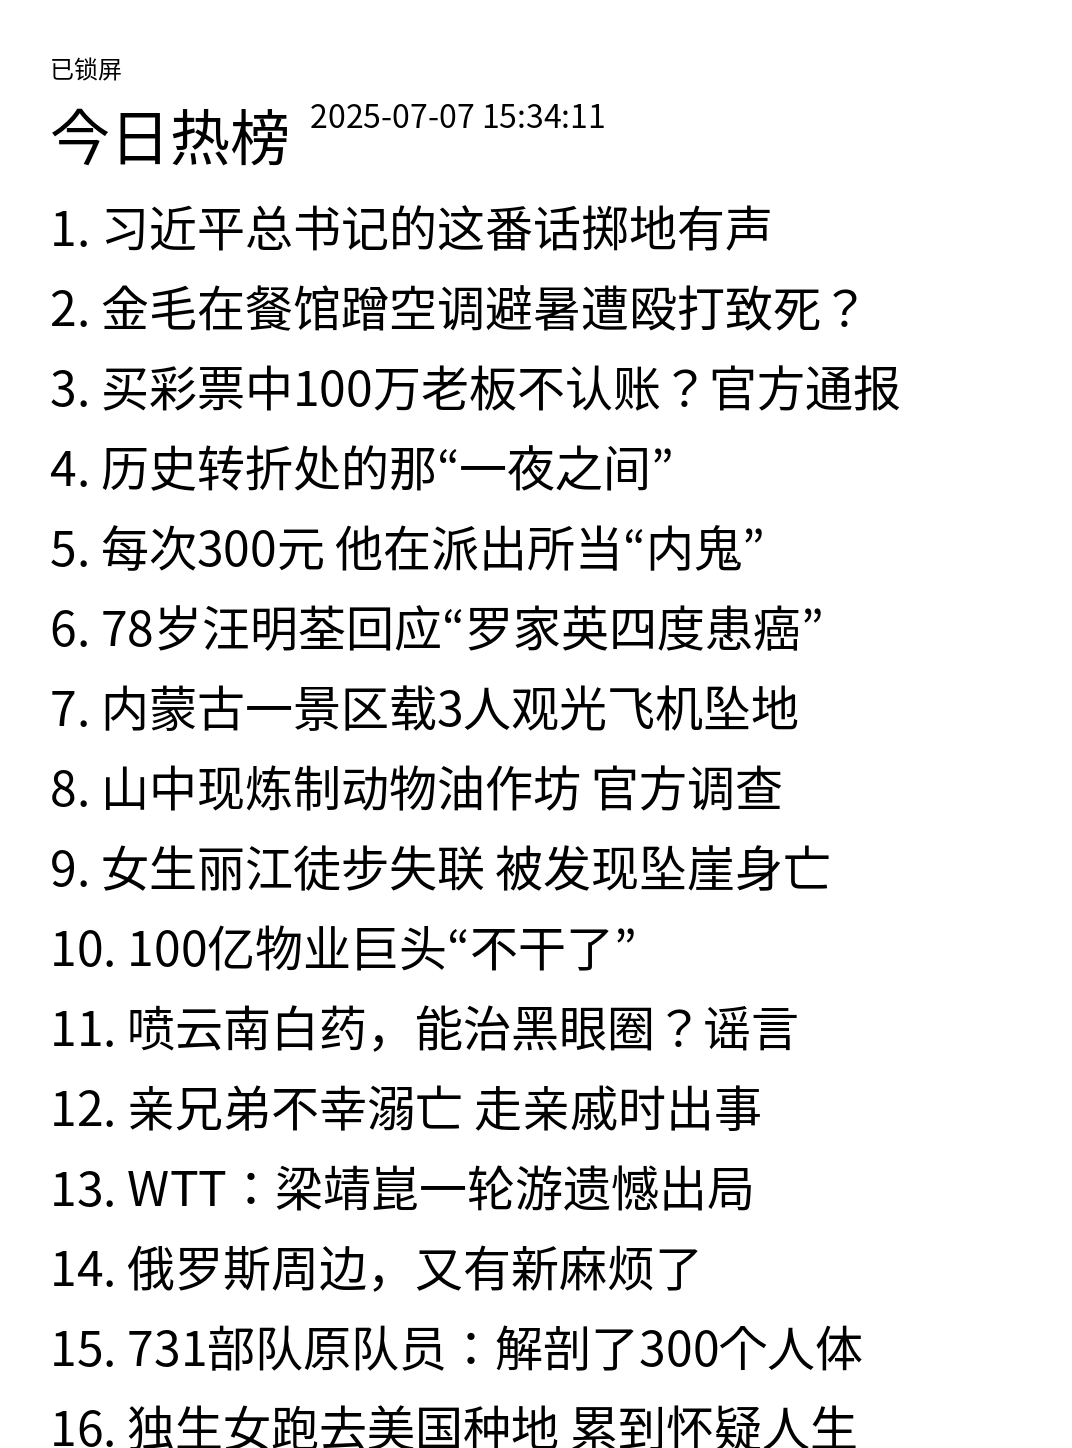 已锁屏
今日热榜 2025-07-07 15:34:11
1. 习近平总书记的这番话掷地有声
2. 金毛在餐馆蹭空调避暑遭殴打致死？
3. 买彩票中100万老板不认账？官方通报
4. 历史转折处的那“一夜之间”
5. 每次300元 他在派出所当“内鬼”
6. 78岁汪明荃回应“罗家英四度患癌”
7. 内蒙古一景区载3人观光飞机坠地
8. 山中现炼制动物油作坊 官方调查
9. 女生丽江徒步失联 被发现坠崖身亡
10. 100亿物业巨头“不干了”
11. 喷云南白药，能治黑眼圈？谣言
12. 亲兄弟不幸溺亡 走亲戚时出事
13. WTT：梁靖崑一轮游遗憾出局
14. 俄罗斯周边，又有新麻烦了
15. 731部队原队员：解剖了300个人体
16. 独生女跑去美国种地 累到怀疑人生